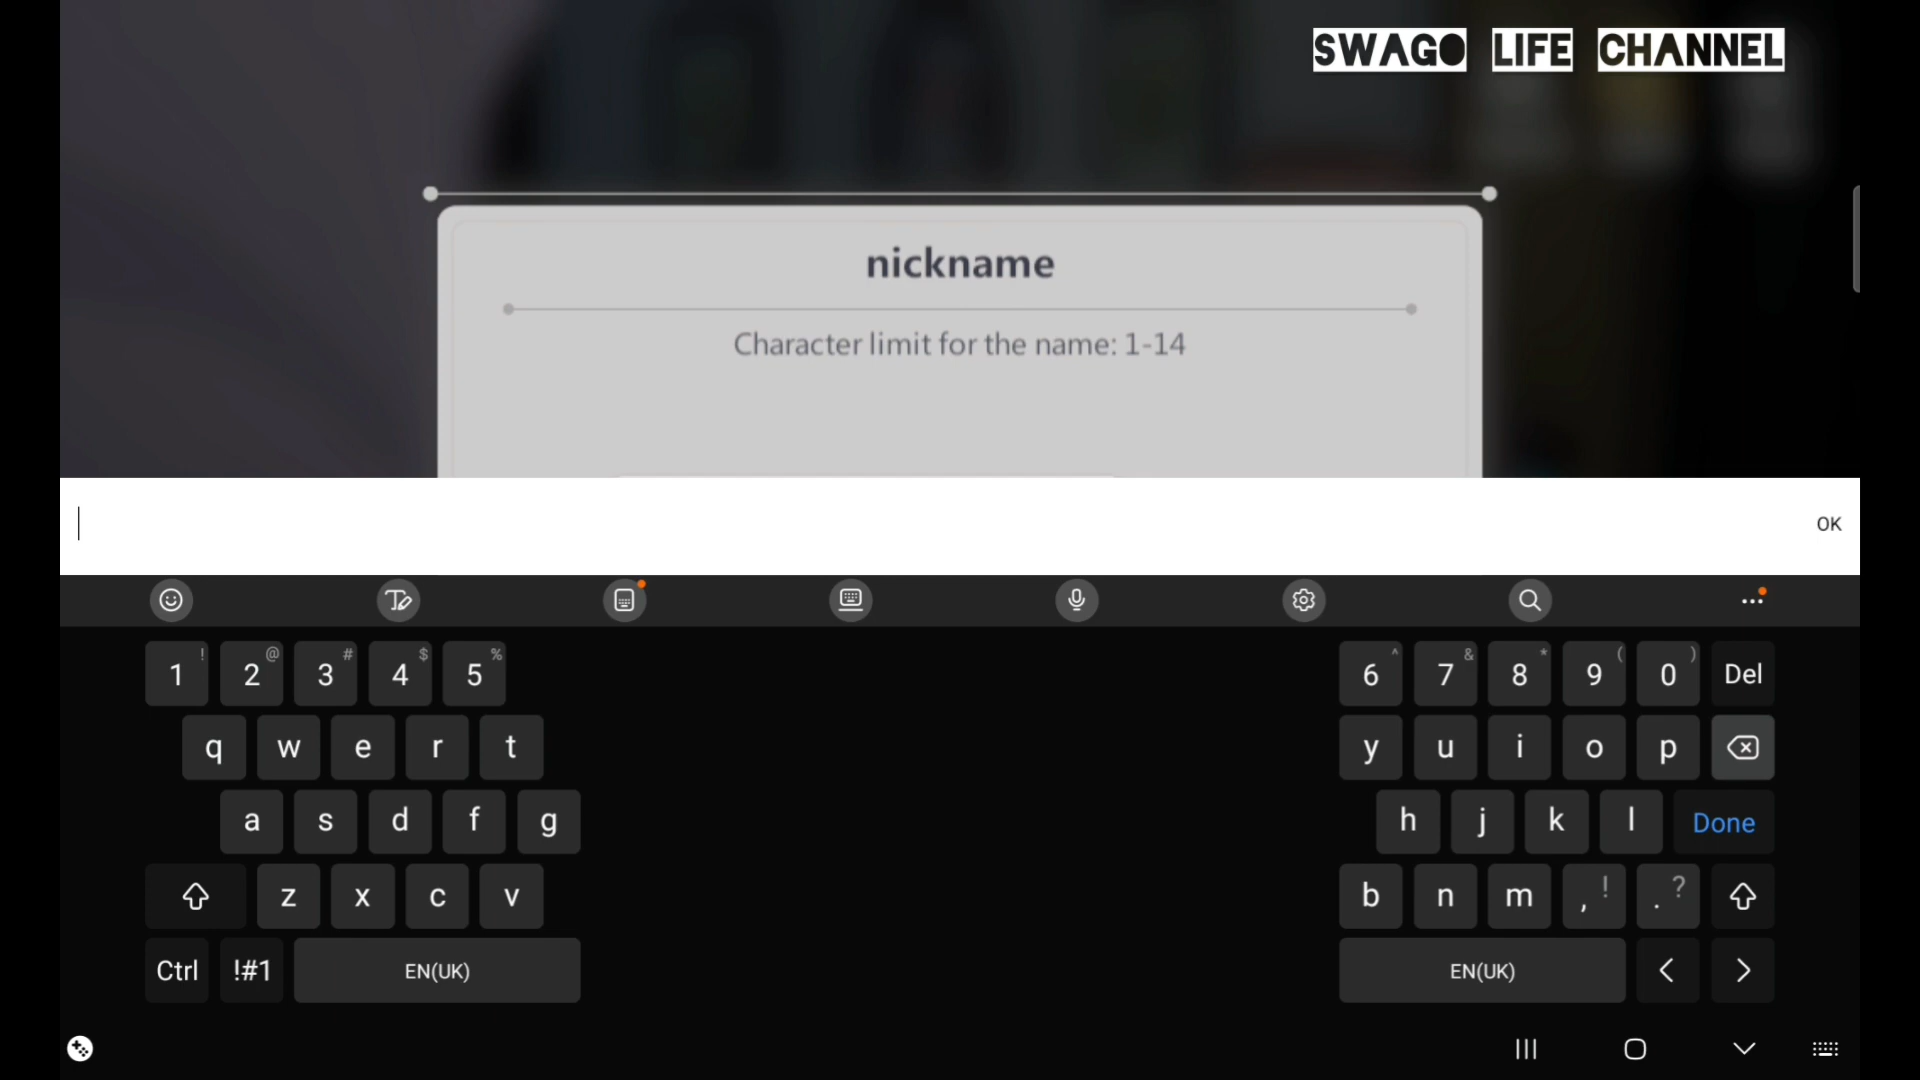 SWAGO LIFE CHANNEL
nickname
Character limit for the name: 1-14
OK
1 ! 2 @ 3 # 4 $ 5 % 6 ^ 7 & 8 * 9 ( 0 ) Del
q w e r t y u i o p
a s d f g h j k l Done
z x c v b n m , ! . ?
Ctrl !#1 EN(UK) EN(UK) < >